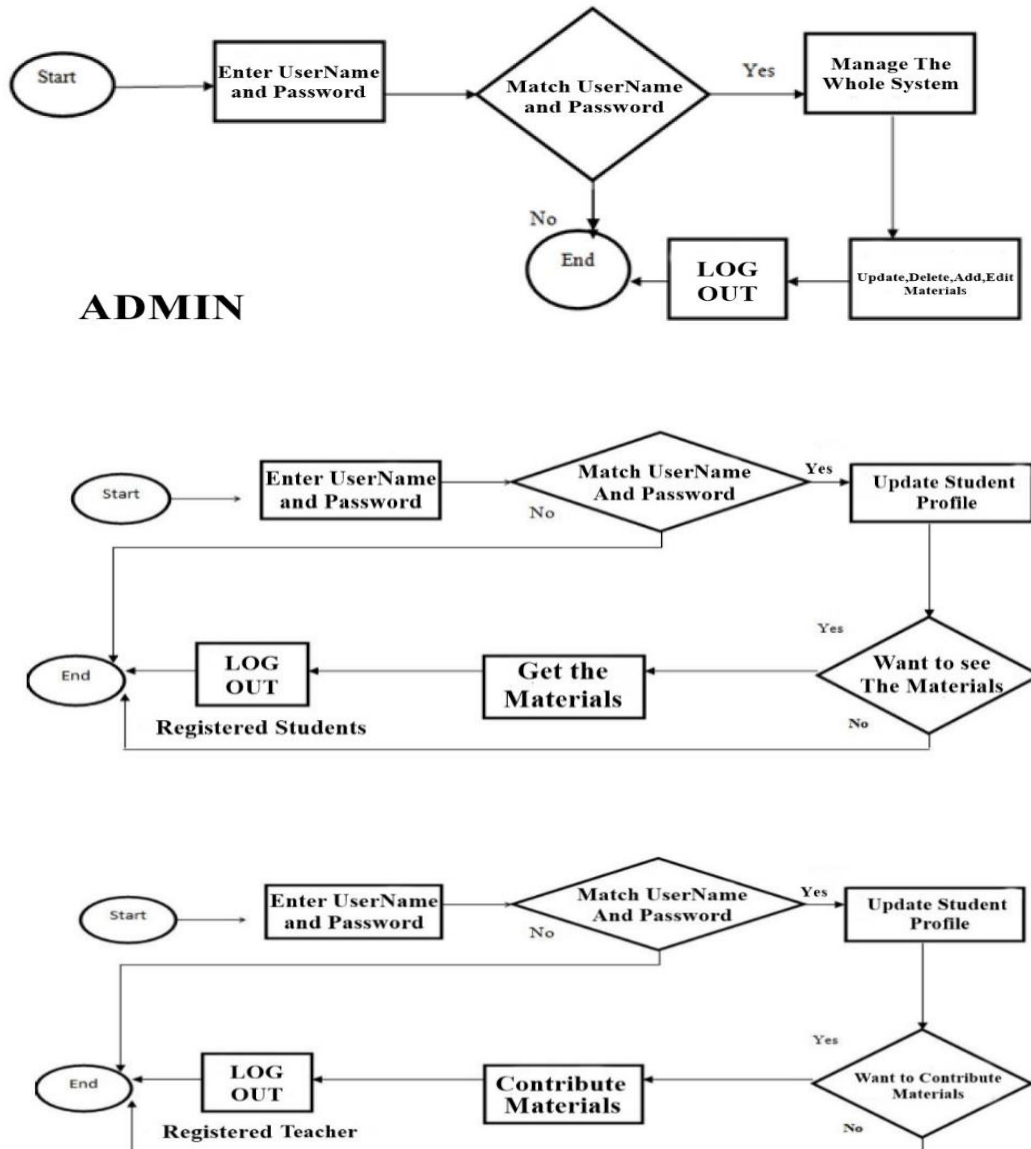 Start
Enter UserName
and Password
Match UserName
and Password
Yes
Manage The
Whole System
No
End
LOG
OUT
Update,Delete,Add,Edit
Materials
ADMIN
Start
Enter UserName
and Password
Match UserName
And Password
Yes
No
Update Student
Profile
Yes
End
LOG
OUT
Get the
Materials
Want to see
The Materials
Registered Students
No
Start
Enter UserName
and Password
Match UserName
And Password
Yes
No
Update Student
Profile
Yes
End
LOG
OUT
Contribute
Materials
Want to Contribute
Materials
Registered Teacher
No